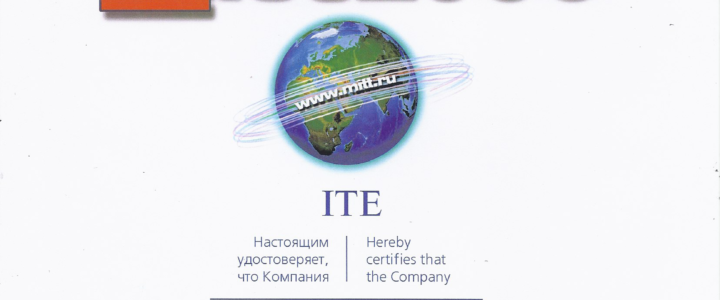 www.mitt.ru
ITE
Настоящим
удостоверяет,
что Компания
Hereby
certifies that
the Company